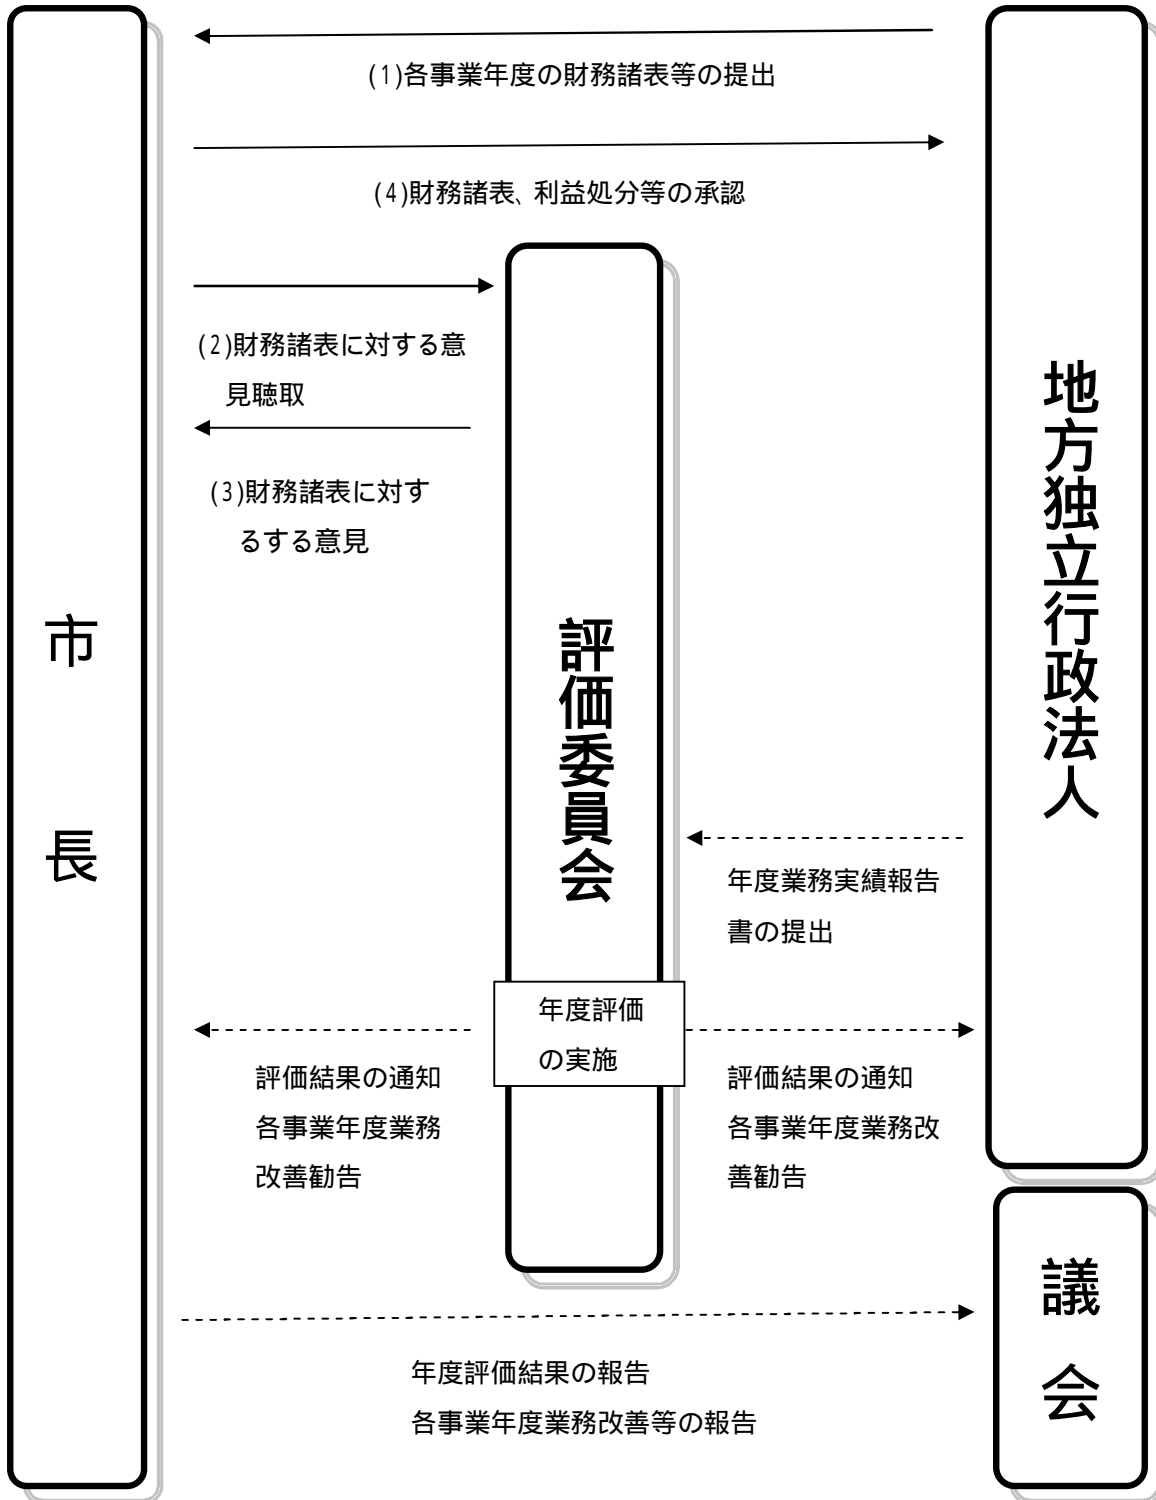 (1)各事業年度の財務諸表等の提出
(4)財務諸表、利益処分等の承認
(2)財務諸表に対する意
見聴取
(3)財務諸表に対す
るする意見
市長
評価委員会
地方独立行政法人
年度業務実績報告
書の提出
年度評価
の実施
評価結果の通知
各事業年度業務
改善勧告
評価結果の通知
各事業年度業務改
善勧告
議会
年度評価結果の報告
各事業年度業務改善等の報告